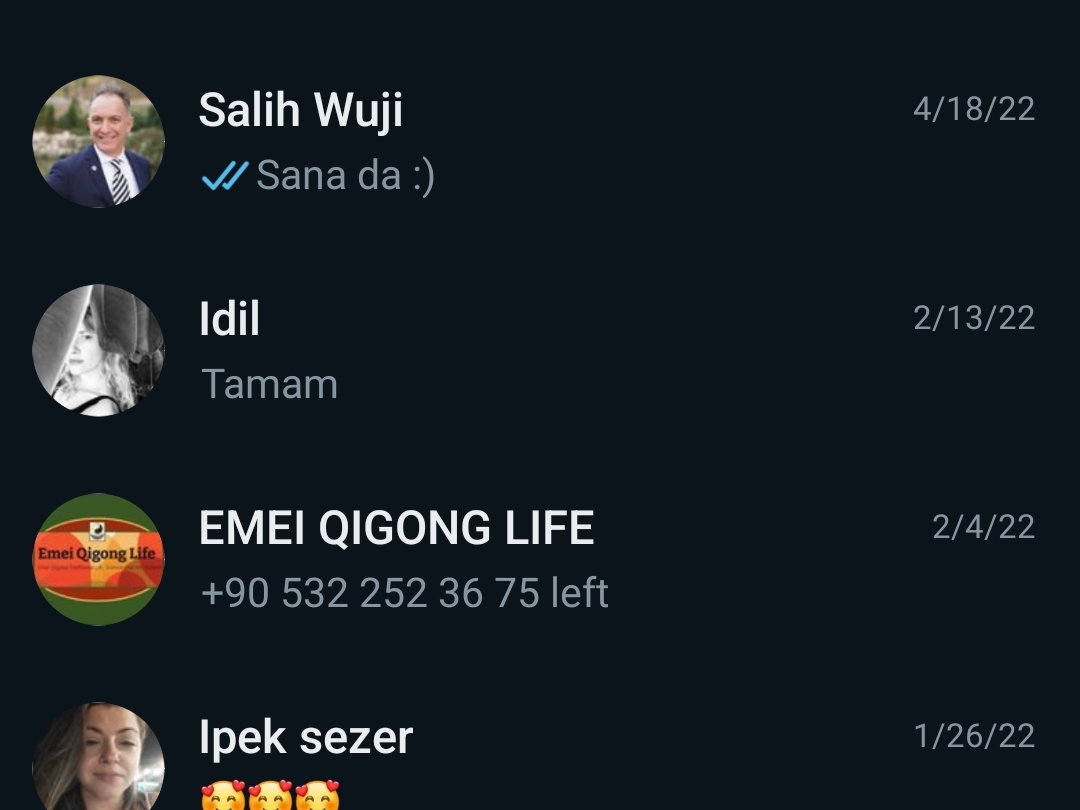 Salih Wuji
4/18/22
Sana da :)
Idil
2/13/22
Tamam
EMEI QIGONG LIFE
2/4/22
Emei Qigong Life
+90 532 252 36 75 left
Ipek sezer
1/26/22
🥰🥰🥰